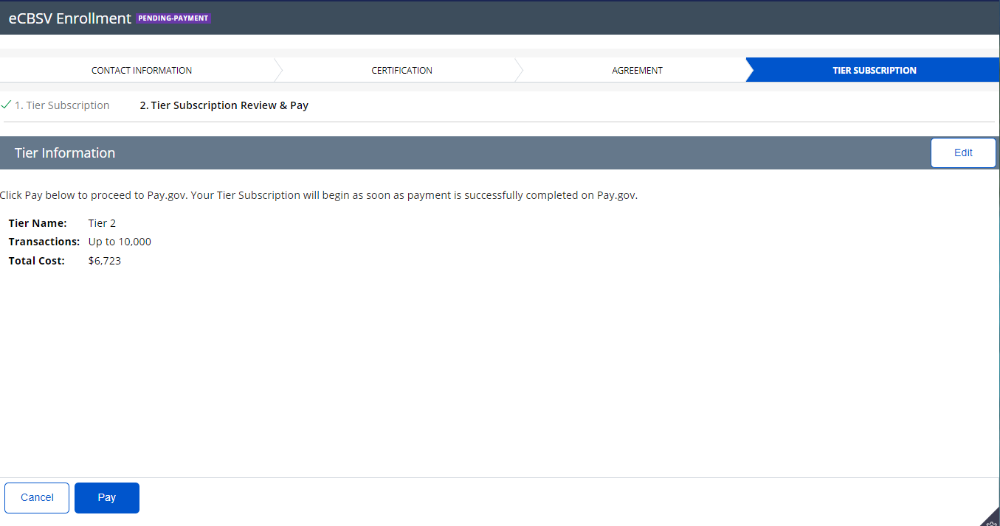 eCBSV Enrollment PENDING-PAYMENT
CONTACT INFORMATION CERTIFICATION AGREEMENT TIER SUBSCRIPTION
1. Tier Subscription 2. Tier Subscription Review & Pay
Tier Information Edit
Click Pay below to proceed to Pay.gov. Your Tier Subscription will begin as soon as payment is successfully completed on Pay.gov.
Tier Name: Tier 2
Transactions: Up to 10,000
Total Cost: $6,723
Cancel Pay